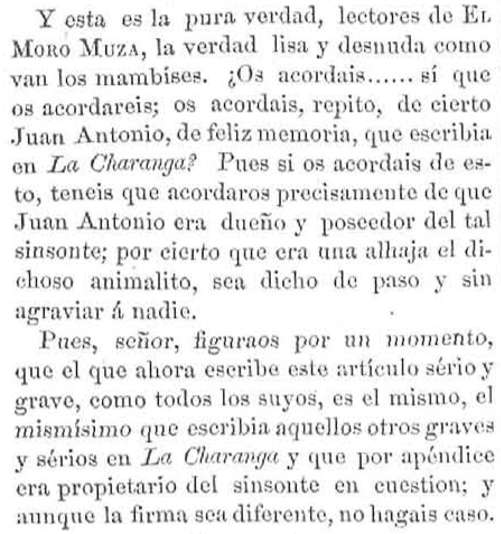 Y esta es la pura verdad, lectores de EL
MORO MUZA, la verdad lisa y desnuda como
van los mambises. ¿Os acordais...... sí que
os acordareis; os acordais, repito, de cierto
Juan Antonio, de feliz memoria, que escribia
en La Charanga? Pues si os acordais de es-
to, teneis que acordaros precisamente de que
Juan Antonio era dueño y poseedor del tal
sinsonte; por cierto que era una alhaja el di-
choso animalito, sea dicho de paso y sin
agraviar á nadie.
Pues, señor, figuraos por un momento,
que el que ahora escribe este artículo sério y
grave, como todos los suyos, es el mismo, el
mismísimo que escribia aquellos otros graves
y sérios en La Charanga y que por apéndice
era propietario del sinsonte en cuestion; y
aunque la firma sea diferente, no hagais caso.